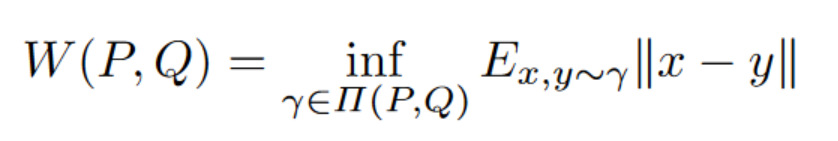 W(P, Q) = inf_{γ∈Π(P,Q)} E_{x,y∼γ}‖x − y‖